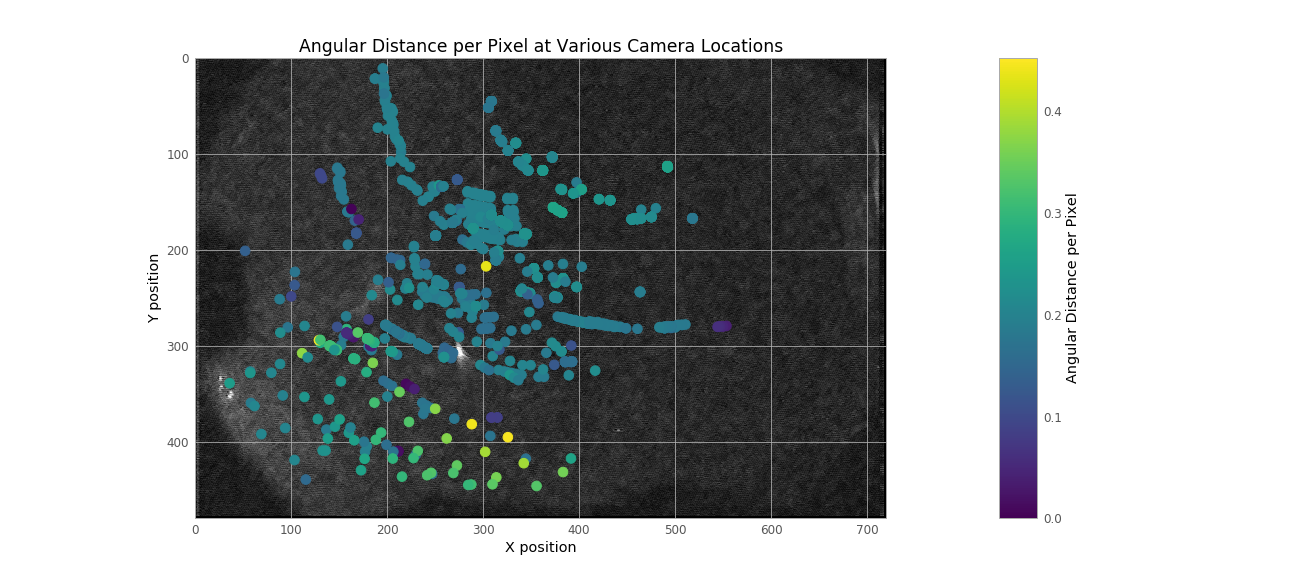 Angular Distance per Pixel at Various Camera Locations
0
100
200
300
400
Y position
0 100 200 300 400 500 600 700
X position
0.4
0.3
0.2
0.1
0.0
Angular Distance per Pixel